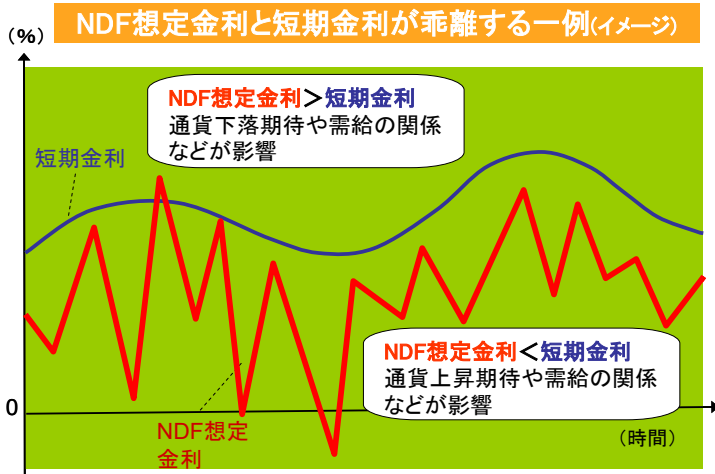 NDF想定金利と短期金利が乖離する一例(イメージ)
(%)
NDF想定金利＞短期金利
通貨下落期待や需給の関係
などが影響
短期金利
NDF想定金利＜短期金利
通貨上昇期待や需給の関係
などが影響
0
NDF想定
金利
(時間)